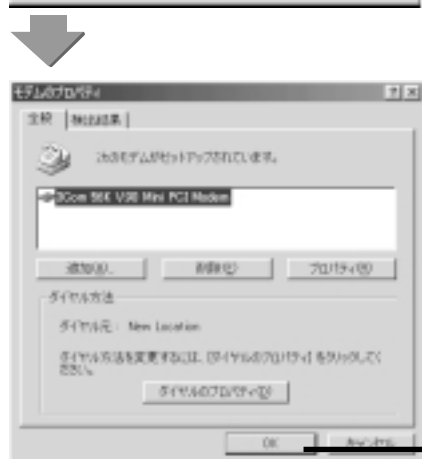 モデムのプロパティ
全般 検出結果
次のモデムがセットアップされています。
3Com 56K V.90 Mini PCI Modem
追加(A)... 削除(E) プロパティ(R)
ダイヤル方法
ダイヤル元: New Location
ダイヤル方法を変更するには、[ダイヤルのプロパティ] をクリックしてく
ださい。
ダイヤルのプロパティ(D)
OK キャンセル